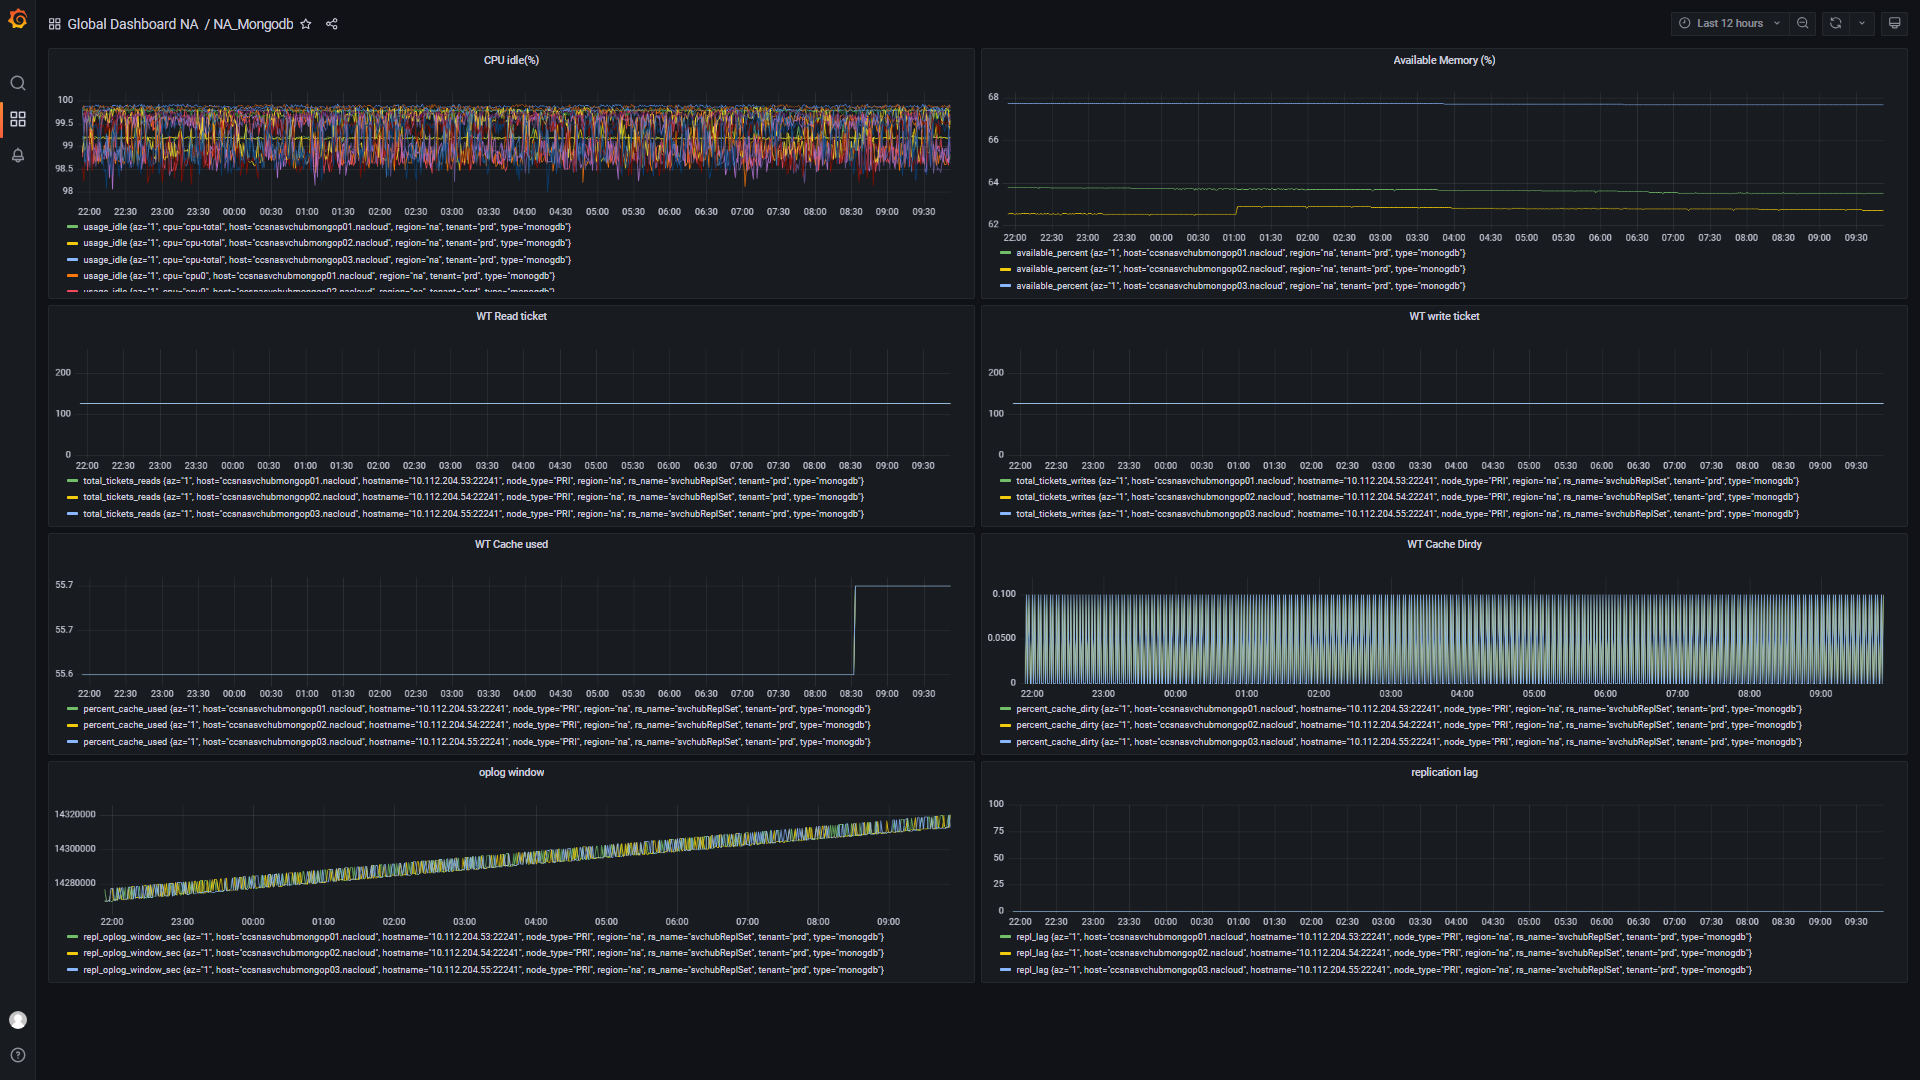 Global Dashboard NA / NA_Mongodb
Last 12 hours
CPU idle(%)
100
99.5
99
98.5
98
22:00 22:30 23:00 23:30 00:00 00:30 01:00 01:30 02:00 02:30 03:00 03:30 04:00 04:30 05:00 05:30 06:00 06:30 07:00 07:30 08:00 08:30 09:00 09:30
usage_idle {az="1", cpu="cpu-total", host="ccsnasvchubmongop01.nacloud", region="na", tenant="prd", type="monogdb"}
usage_idle {az="1", cpu="cpu-total", host="ccsnasvchubmongop02.nacloud", region="na", tenant="prd", type="monogdb"}
usage_idle {az="1", cpu="cpu-total", host="ccsnasvchubmongop03.nacloud", region="na", tenant="prd", type="monogdb"}
usage_idle {az="1", cpu="cpu0", host="ccsnasvchubmongop01.nacloud", region="na", tenant="prd", type="monogdb"}
usage_idle {az="1", cpu="cpu0", host="ccsnasvchubmongop02.nacloud", region="na", tenant="prd", type="monogdb"}
Available Memory (%)
68
66
64
62
22:00 22:30 23:00 23:30 00:00 00:30 01:00 01:30 02:00 02:30 03:00 03:30 04:00 04:30 05:00 05:30 06:00 06:30 07:00 07:30 08:00 08:30 09:00 09:30
available_percent {az="1", host="ccsnasvchubmongop01.nacloud", region="na", tenant="prd", type="monogdb"}
available_percent {az="1", host="ccsnasvchubmongop02.nacloud", region="na", tenant="prd", type="monogdb"}
available_percent {az="1", host="ccsnasvchubmongop03.nacloud", region="na", tenant="prd", type="monogdb"}
WT Read ticket
200
100
0
22:00 22:30 23:00 23:30 00:00 00:30 01:00 01:30 02:00 02:30 03:00 03:30 04:00 04:30 05:00 05:30 06:00 06:30 07:00 07:30 08:00 08:30 09:00 09:30
total_tickets_reads {az="1", host="ccsnasvchubmongop01.nacloud", hostname="10.112.204.53:22241", node_type="PRI", region="na", rs_name="svchubReplSet", tenant="prd", type="monogdb"}
total_tickets_reads {az="1", host="ccsnasvchubmongop02.nacloud", hostname="10.112.204.54:22241", node_type="PRI", region="na", rs_name="svchubReplSet", tenant="prd", type="monogdb"}
total_tickets_reads {az="1", host="ccsnasvchubmongop03.nacloud", hostname="10.112.204.55:22241", node_type="PRI", region="na", rs_name="svchubReplSet", tenant="prd", type="monogdb"}
WT write ticket
200
100
0
22:00 22:30 23:00 23:30 00:00 00:30 01:00 01:30 02:00 02:30 03:00 03:30 04:00 04:30 05:00 05:30 06:00 06:30 07:00 07:30 08:00 08:30 09:00 09:30
total_tickets_writes {az="1", host="ccsnasvchubmongop01.nacloud", hostname="10.112.204.53:22241", node_type="PRI", region="na", rs_name="svchubReplSet", tenant="prd", type="monogdb"}
total_tickets_writes {az="1", host="ccsnasvchubmongop02.nacloud", hostname="10.112.204.54:22241", node_type="PRI", region="na", rs_name="svchubReplSet", tenant="prd", type="monogdb"}
total_tickets_writes {az="1", host="ccsnasvchubmongop03.nacloud", hostname="10.112.204.55:22241", node_type="PRI", region="na", rs_name="svchubReplSet", tenant="prd", type="monogdb"}
WT Cache used
55.7
55.7
55.6
22:00 22:30 23:00 23:30 00:00 00:30 01:00 01:30 02:00 02:30 03:00 03:30 04:00 04:30 05:00 05:30 06:00 06:30 07:00 07:30 08:00 08:30 09:00 09:30
percent_cache_used {az="1", host="ccsnasvchubmongop01.nacloud", hostname="10.112.204.53:22241", node_type="PRI", region="na", rs_name="svchubReplSet", tenant="prd", type="monogdb"}
percent_cache_used {az="1", host="ccsnasvchubmongop02.nacloud", hostname="10.112.204.54:22241", node_type="PRI", region="na", rs_name="svchubReplSet", tenant="prd", type="monogdb"}
percent_cache_used {az="1", host="ccsnasvchubmongop03.nacloud", hostname="10.112.204.55:22241", node_type="PRI", region="na", rs_name="svchubReplSet", tenant="prd", type="monogdb"}
WT Cache Dirdy
0.100
0.0500
0
22:00 23:00 00:00 01:00 02:00 03:00 04:00 05:00 06:00 07:00 08:00 09:00
percent_cache_dirty {az="1", host="ccsnasvchubmongop01.nacloud", hostname="10.112.204.53:22241", node_type="PRI", region="na", rs_name="svchubReplSet", tenant="prd", type="monogdb"}
percent_cache_dirty {az="1", host="ccsnasvchubmongop02.nacloud", hostname="10.112.204.54:22241", node_type="PRI", region="na", rs_name="svchubReplSet", tenant="prd", type="monogdb"}
percent_cache_dirty {az="1", host="ccsnasvchubmongop03.nacloud", hostname="10.112.204.55:22241", node_type="PRI", region="na", rs_name="svchubReplSet", tenant="prd", type="monogdb"}
oplog window
14320000
14300000
14280000
22:00 23:00 00:00 01:00 02:00 03:00 04:00 05:00 06:00 07:00 08:00 09:00
repl_oplog_window_sec {az="1", host="ccsnasvchubmongop01.nacloud", hostname="10.112.204.53:22241", node_type="PRI", region="na", rs_name="svchubReplSet", tenant="prd", type="monogdb"}
repl_oplog_window_sec {az="1", host="ccsnasvchubmongop02.nacloud", hostname="10.112.204.54:22241", node_type="PRI", region="na", rs_name="svchubReplSet", tenant="prd", type="monogdb"}
repl_oplog_window_sec {az="1", host="ccsnasvchubmongop03.nacloud", hostname="10.112.204.55:22241", node_type="PRI", region="na", rs_name="svchubReplSet", tenant="prd", type="monogdb"}
replication lag
100
75
50
25
0
22:00 22:30 23:00 23:30 00:00 00:30 01:00 01:30 02:00 02:30 03:00 03:30 04:00 04:30 05:00 05:30 06:00 06:30 07:00 07:30 08:00 08:30 09:00 09:30
repl_lag {az="1", host="ccsnasvchubmongop01.nacloud", hostname="10.112.204.53:22241", node_type="PRI", region="na", rs_name="svchubReplSet", tenant="prd", type="monogdb"}
repl_lag {az="1", host="ccsnasvchubmongop02.nacloud", hostname="10.112.204.54:22241", node_type="PRI", region="na", rs_name="svchubReplSet", tenant="prd", type="monogdb"}
repl_lag {az="1", host="ccsnasvchubmongop03.nacloud", hostname="10.112.204.55:22241", node_type="PRI", region="na", rs_name="svchubReplSet", tenant="prd", type="monogdb"}